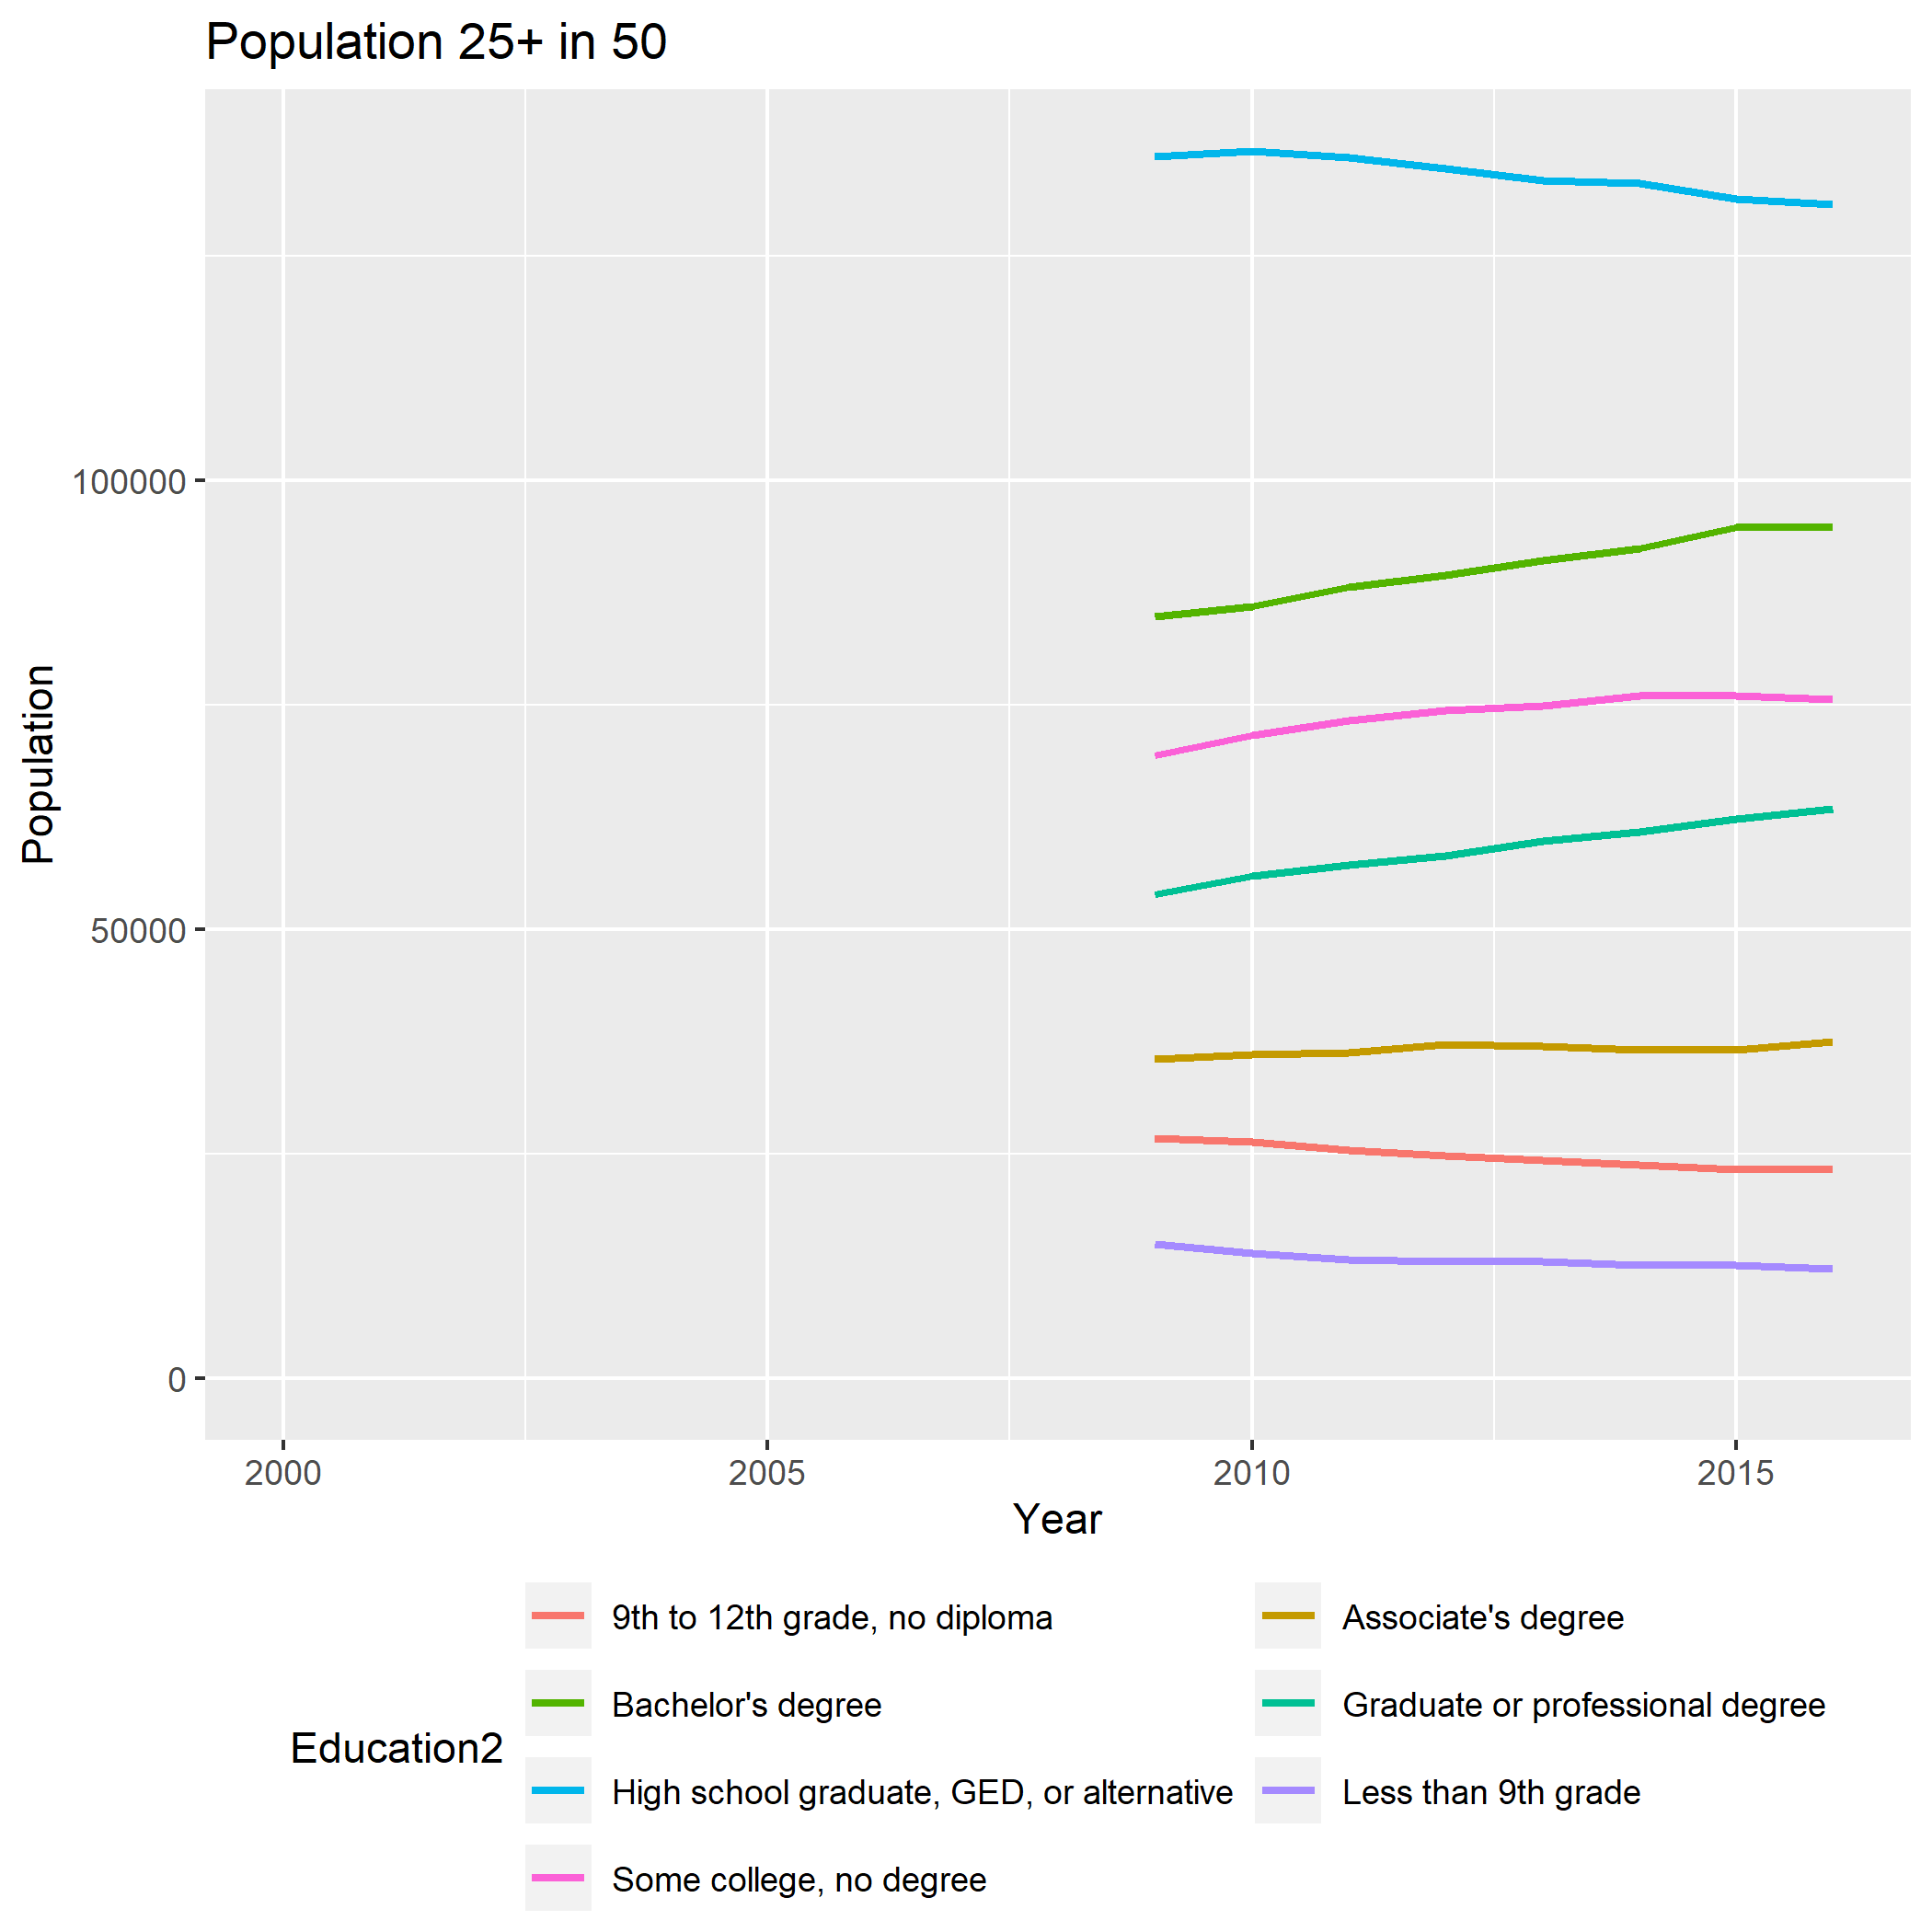 Population 25+ in 50
Population
100000
50000
0
2000 2005 2010 2015
Year
Education2
9th to 12th grade, no diploma
Bachelor's degree
High school graduate, GED, or alternative
Some college, no degree
Associate's degree
Graduate or professional degree
Less than 9th grade